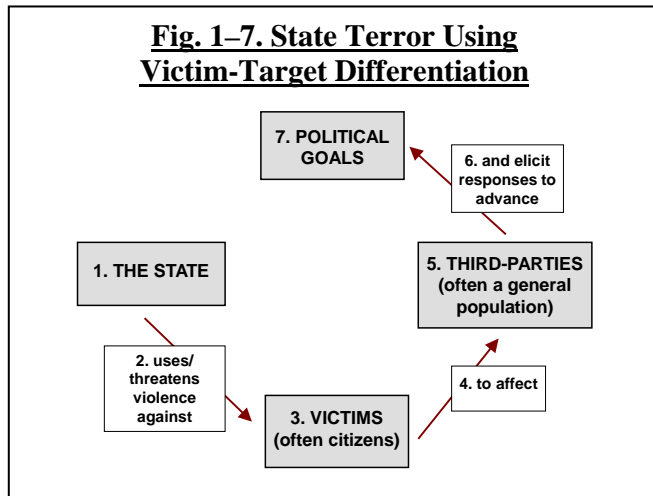 Fig. 1–7. State Terror Using
Victim-Target Differentiation
1. THE STATE
2. uses/
threatens
violence
against
3. VICTIMS
(often citizens)
4. to affect
5. THIRD-PARTIES
(often a general
population)
6. and elicit
responses to
advance
7. POLITICAL
GOALS